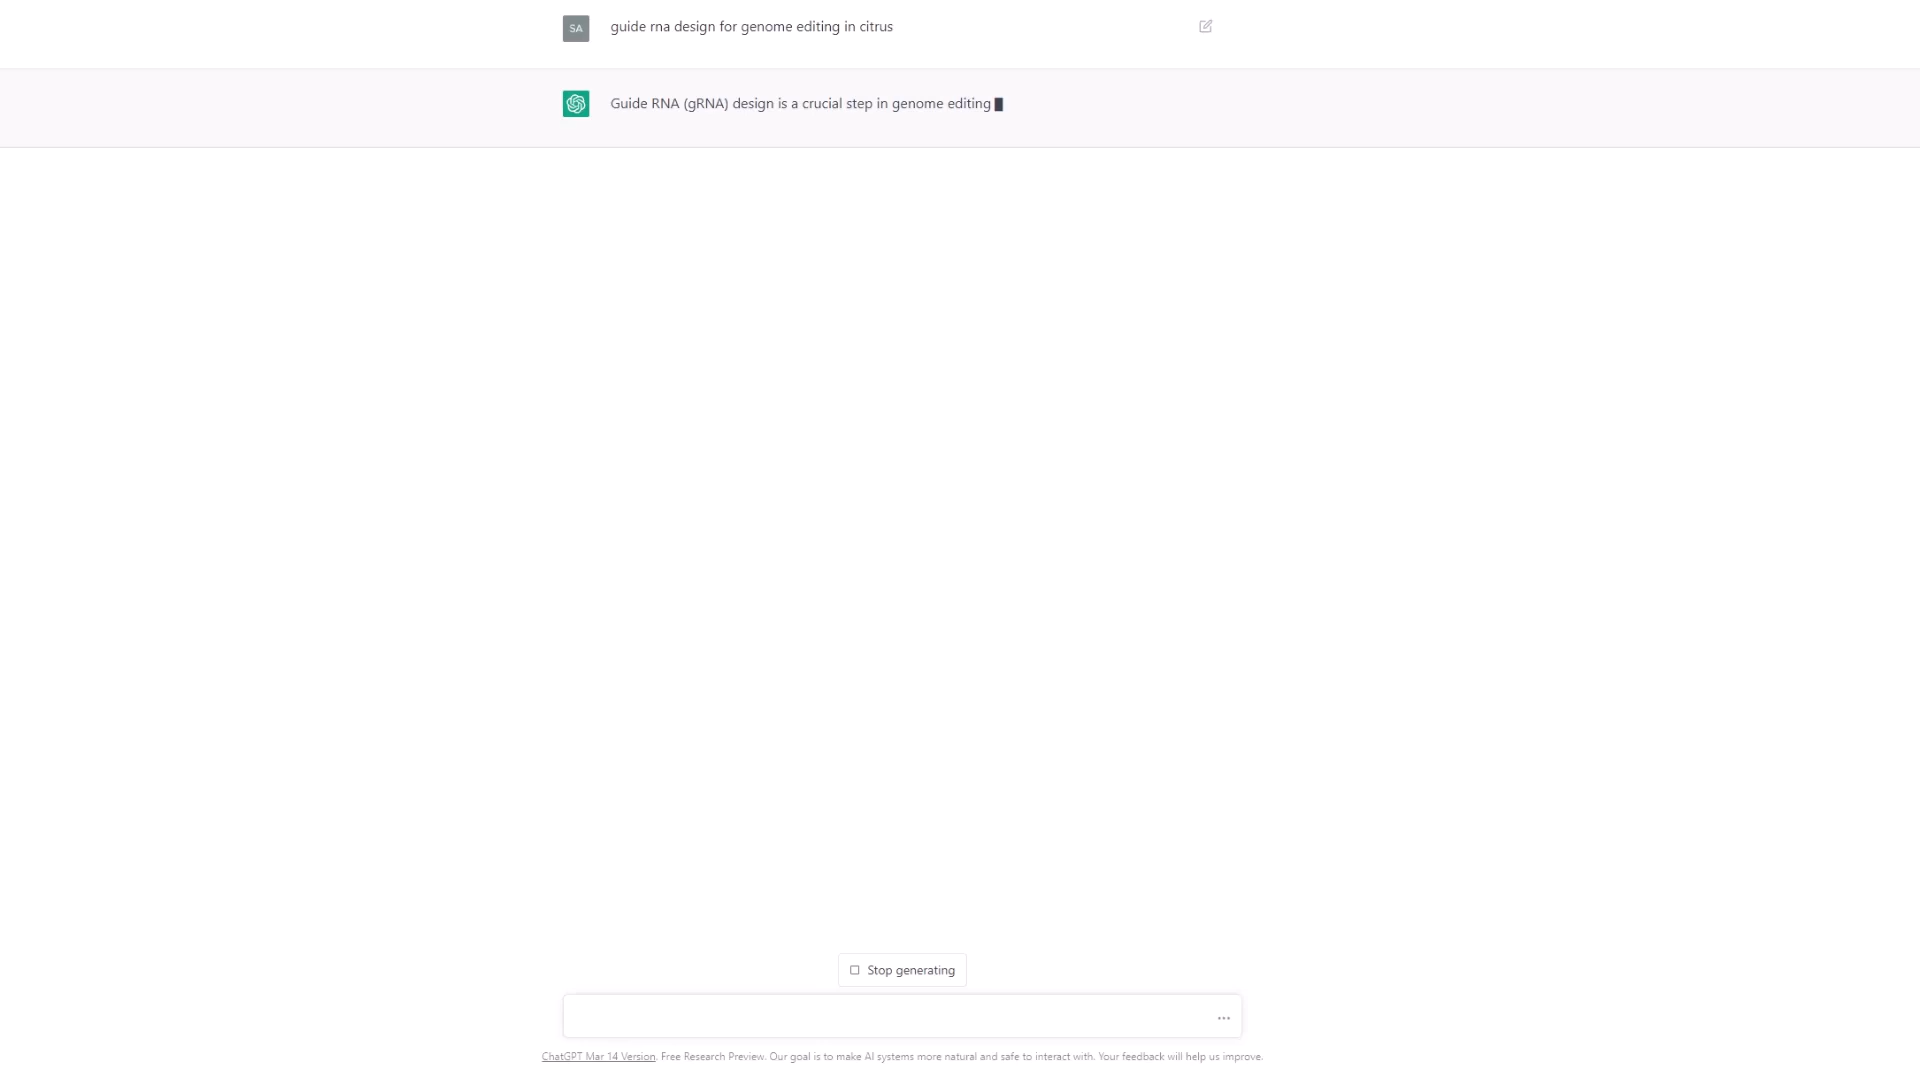 SA
guide rna design for genome editing in citrus
Guide RNA (gRNA) design is a crucial step in genome editing
Stop generating
ChatGPT Mar 14 Version. Free Research Preview. Our goal is to make AI systems more natural and safe to interact with. Your feedback will help us improve.